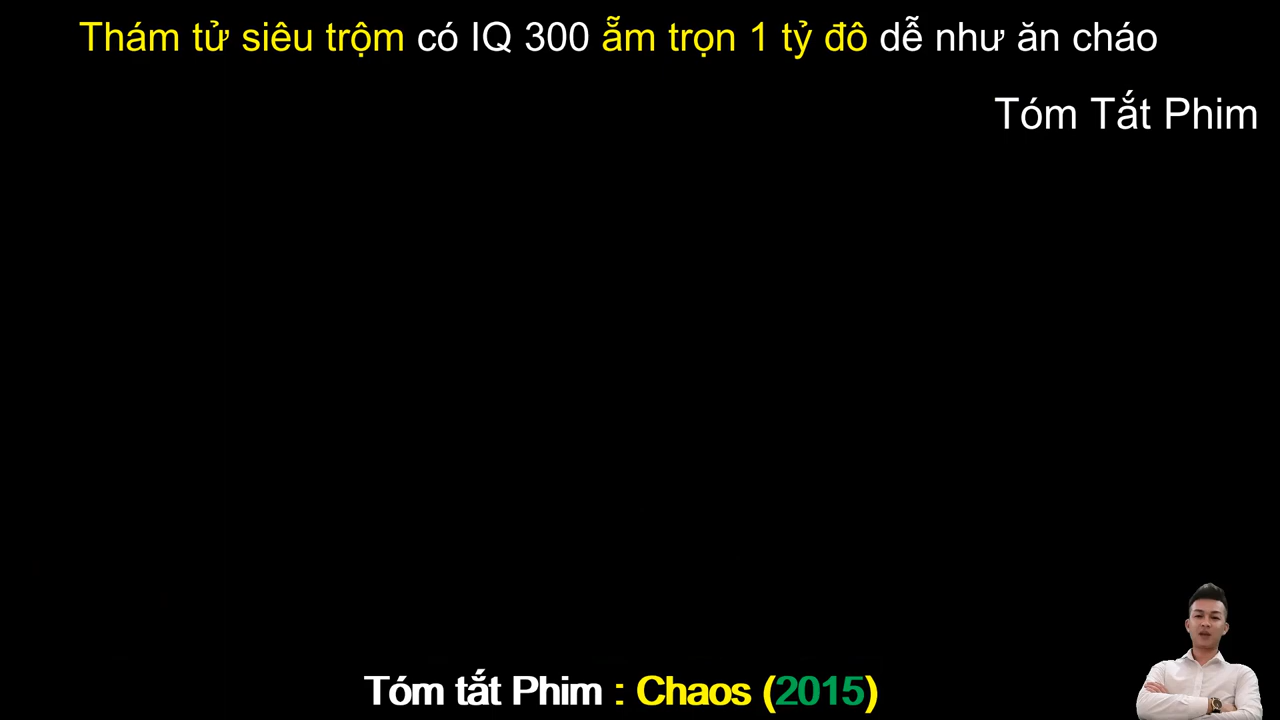 Thám tử siêu trộm có IQ 300 ẵm trọn 1 tỷ đô dễ như ăn cháo
Tóm Tắt Phim
Tóm tắt Phim : Chaos (2015)